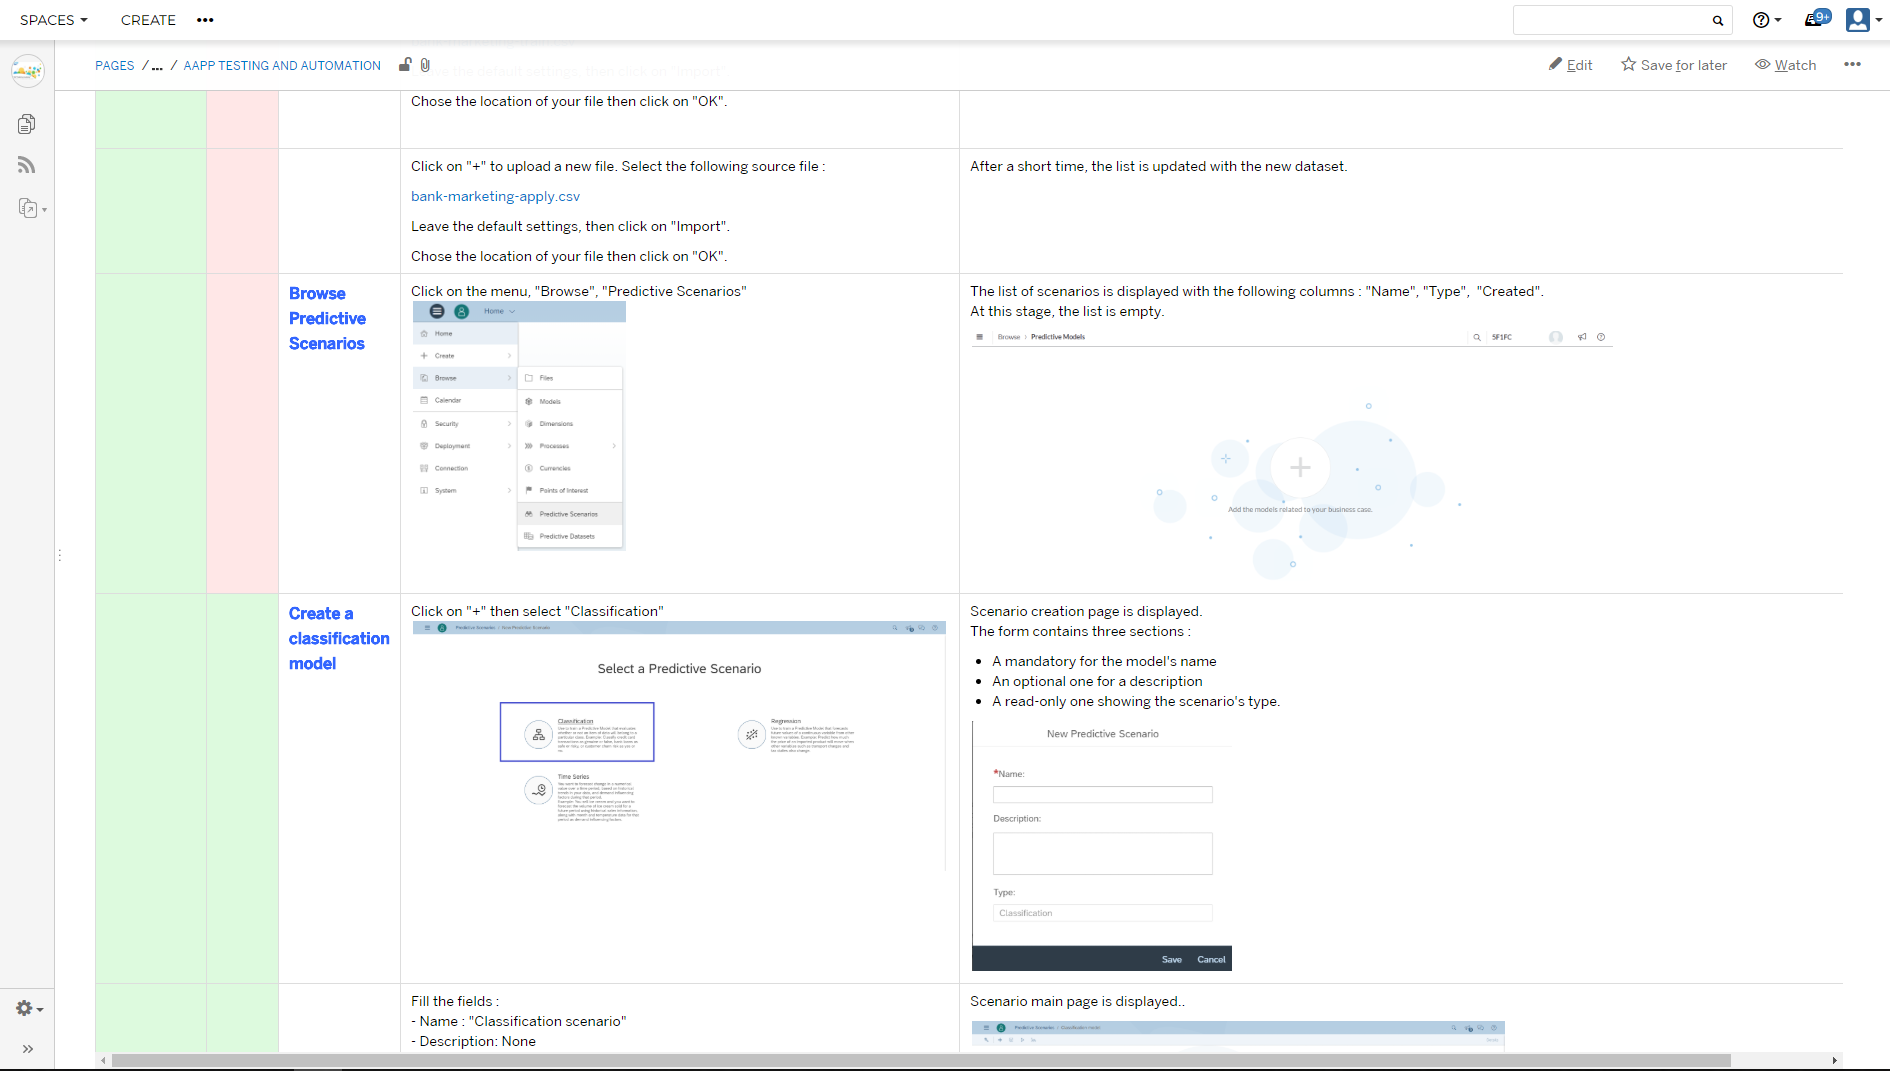 SPACES
CREATE
9+
PAGES / ... / AAPP TESTING AND AUTOMATION
Edit
Save for later
Watch
Chose the location of your file then click on "OK".
Click on "+" to upload a new file. Select the following source file :
bank-marketing-apply.csv
Leave the default settings, then click on "Import".
Chose the location of your file then click on "OK".
After a short time, the list is updated with the new dataset.
Browse
Predictive
Scenarios
Click on the menu, "Browse", "Predictive Scenarios"
Home
Home
Create
Browse
Calendar
Security
Deployment
Connection
System
Files
Models
Dimensions
Processes
Currencies
Points of Interest
Predictive Scenarios
Predictive Datasets
The list of scenarios is displayed with the following columns : "Name", "Type", "Created".
At this stage, the list is empty.
Browse > Predictive Models
5F1FC
Add the models related to your business case.
Create a
classification
model
Click on "+" then select "Classification"
Predictive Scenarios > New Predictive Scenario
Select a Predictive Scenario
Classification
Regression
Time Series
Scenario creation page is displayed.
The form contains three sections :
• A mandatory for the model's name
• An optional one for a description
• A read-only one showing the scenario's type.
New Predictive Scenario
*Name:
Description:
Type:
Classification
Save Cancel
Fill the fields :
- Name : "Classification scenario"
- Description: None
Scenario main page is displayed..
Predictive Scenarios > Classification model